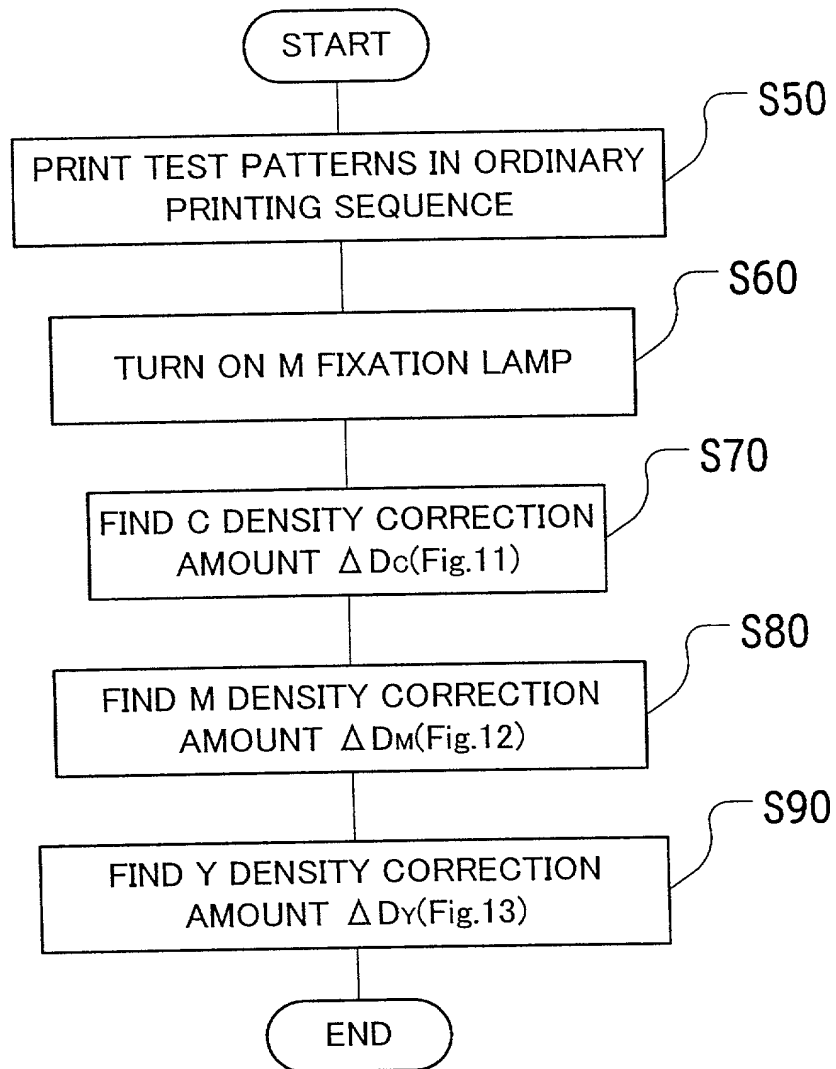 START
S50
PRINT TEST PATTERNS IN ORDINARY
PRINTING SEQUENCE
S60
TURN ON M FIXATION LAMP
S70
FIND C DENSITY CORRECTION
AMOUNT ΔDC(Fig.11)
S80
FIND M DENSITY CORRECTION
AMOUNT ΔDM(Fig.12)
S90
FIND Y DENSITY CORRECTION
AMOUNT ΔDY(Fig.13)
END